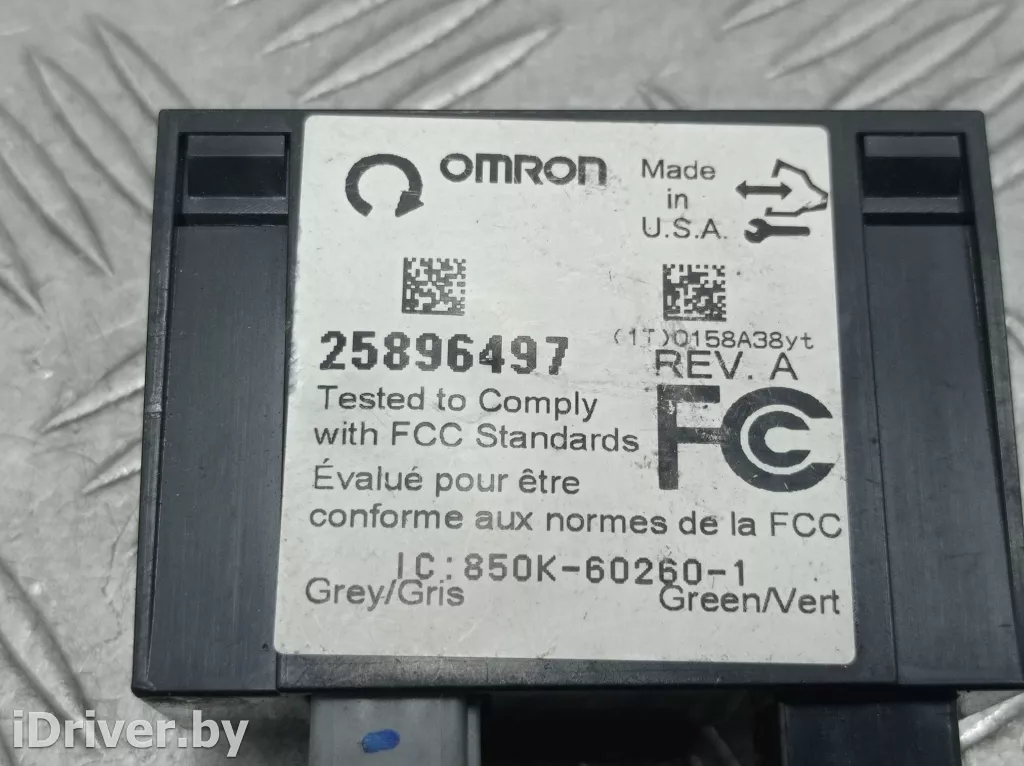 OMRON
Made
in
U.S.A.
25896497
(1T)0158A38yt
REV. A
Tested to Comply
with FCC Standards
FC
Évalué pour être
conforme aux normes de la FCC
IC:850K-60260-1
Grey/Gris
Green/Vert
iDriver.by